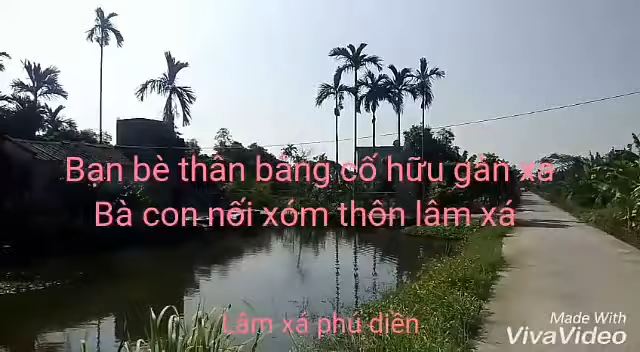 Bạn bè thân bằng cố hữu gần xa
Bà con nối xóm thôn lâm xá
Lâm xá phú diền
Made With
VivaVideo